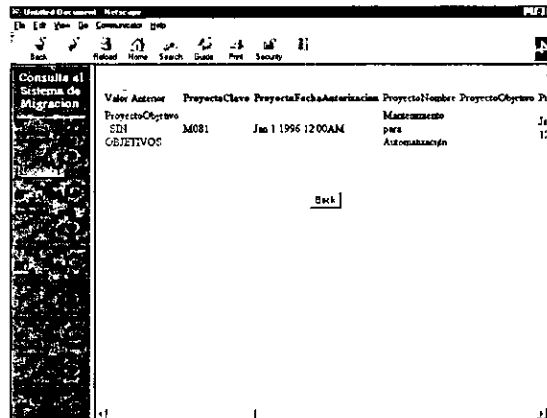 Untitled Document Netscape
File Edit View Go Communicator Help
Back Reload Home Search Guide Print Security
Consulta al
Sistema de
Migracion
Valor Anterior ProyectoClave ProyectoFechaAutorizacion ProyectoNombre ProyectoObjetivo
ProyectoObjetivo Mantenimiento
SIN M081 Jan 1 1996 12:00AM para
OBJETIVOS Automatización
Back